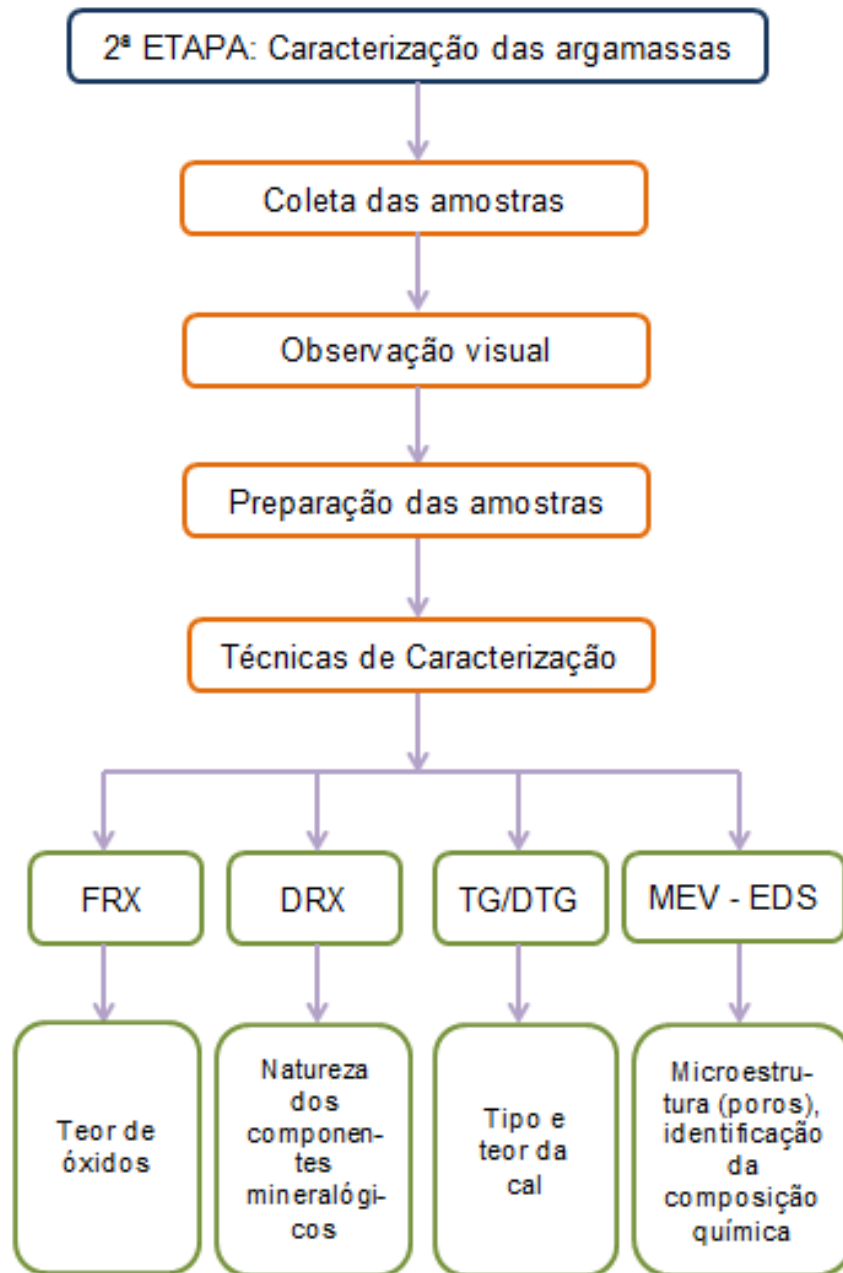 2ª ETAPA: Caracterização das argamassas
Coleta das amostras
Observação visual
Preparação das amostras
Técnicas de Caracterização
FRX
DRX
TG/DTG
MEV - EDS
Teor de
óxidos
Natureza
dos
componen-
tes
mineralógi-
cos
Tipo e
teor da
cal
Microestru-
tura (poros),
identificação
da
composição
química